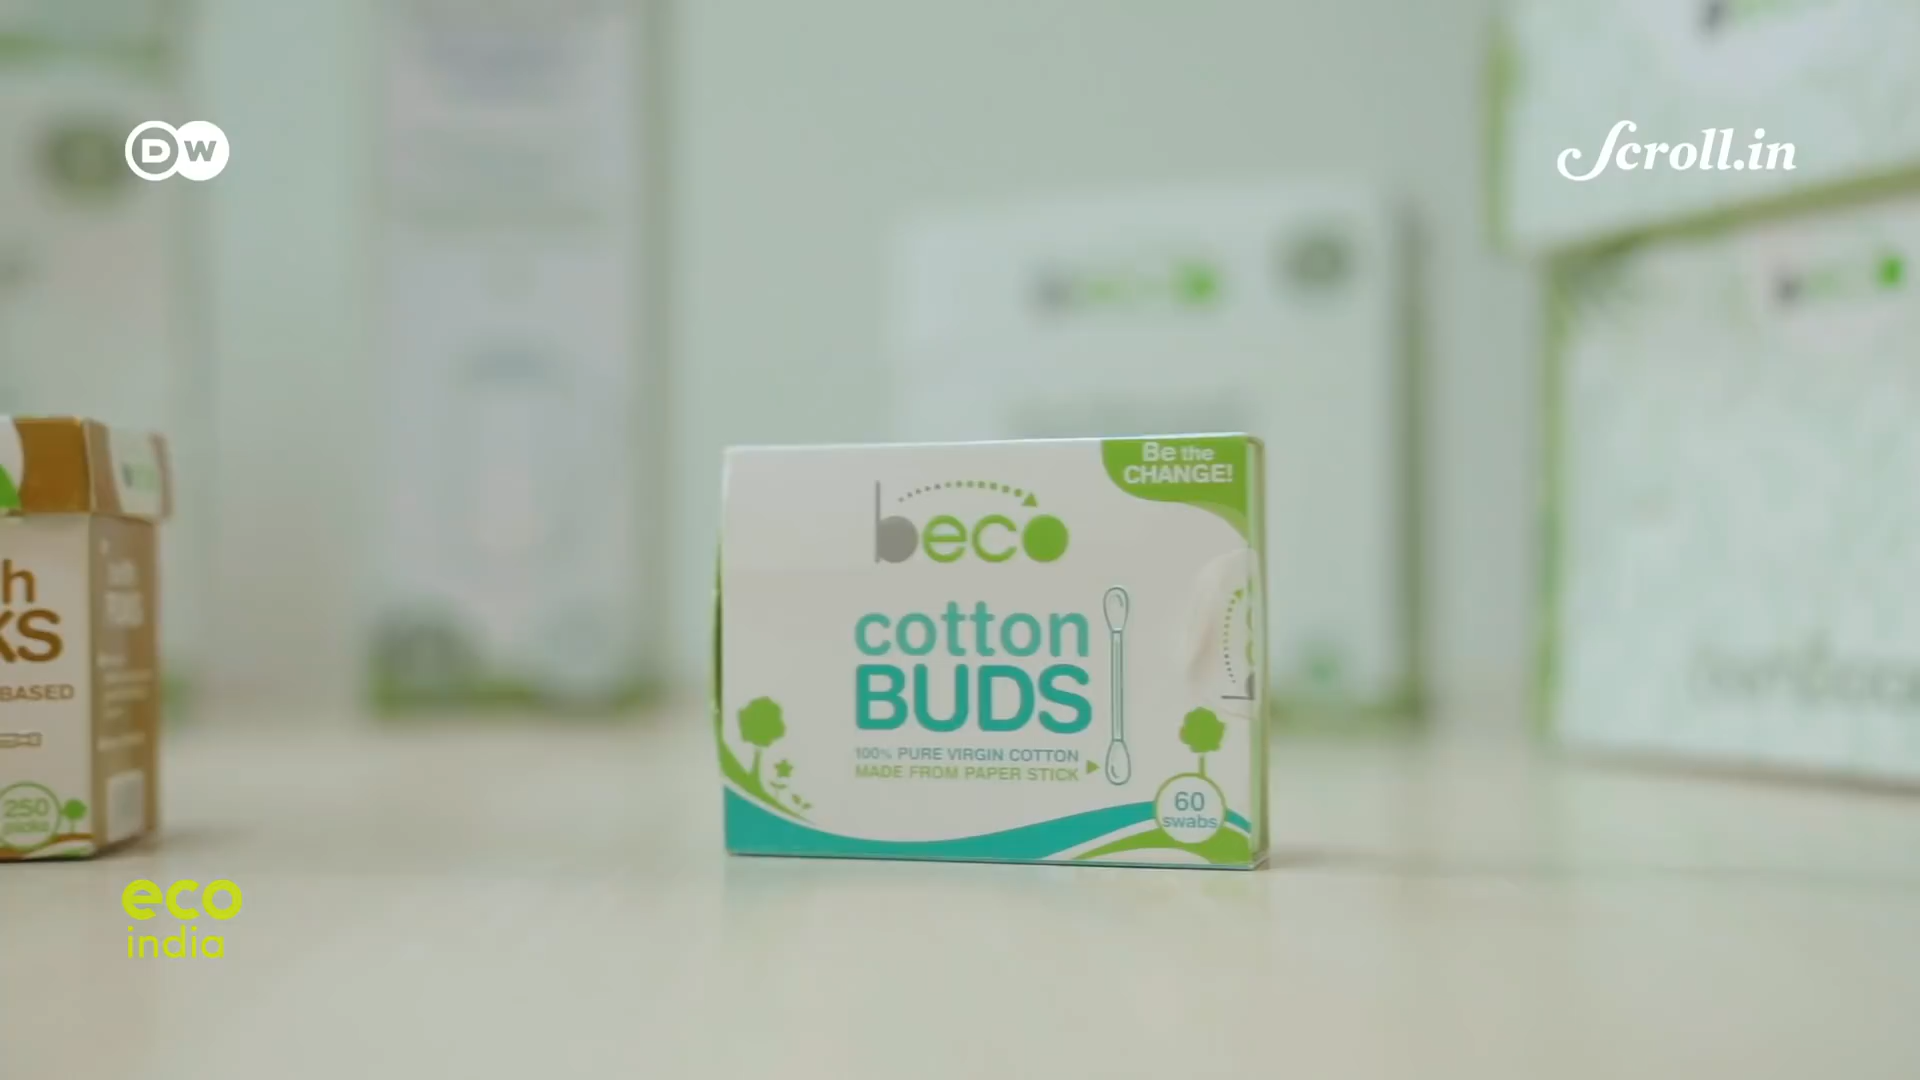 DW
Scroll.in
Be the
CHANGE!
beco
cotton
BUDS
100% PURE VIRGIN COTTON
MADE FROM PAPER STICK
60
swabs
h
KS
BASED
250
picks
eco
india